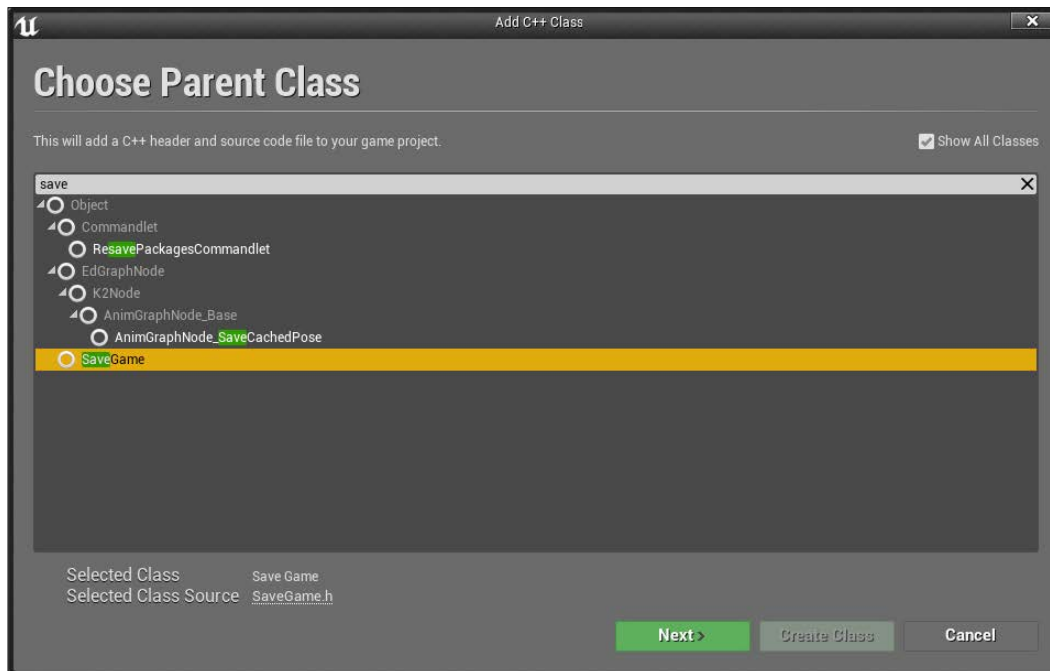 Add C++ Class
Choose Parent Class
This will add a C++ header and source code file to your game project.
Show All Classes
save
Object
Commandlet
ResavePackagesCommandlet
EdGraphNode
K2Node
AnimGraphNode_Base
AnimGraphNode_SaveCachedPose
SaveGame
Selected Class Save Game
Selected Class Source SaveGame.h
Next Create Class Cancel